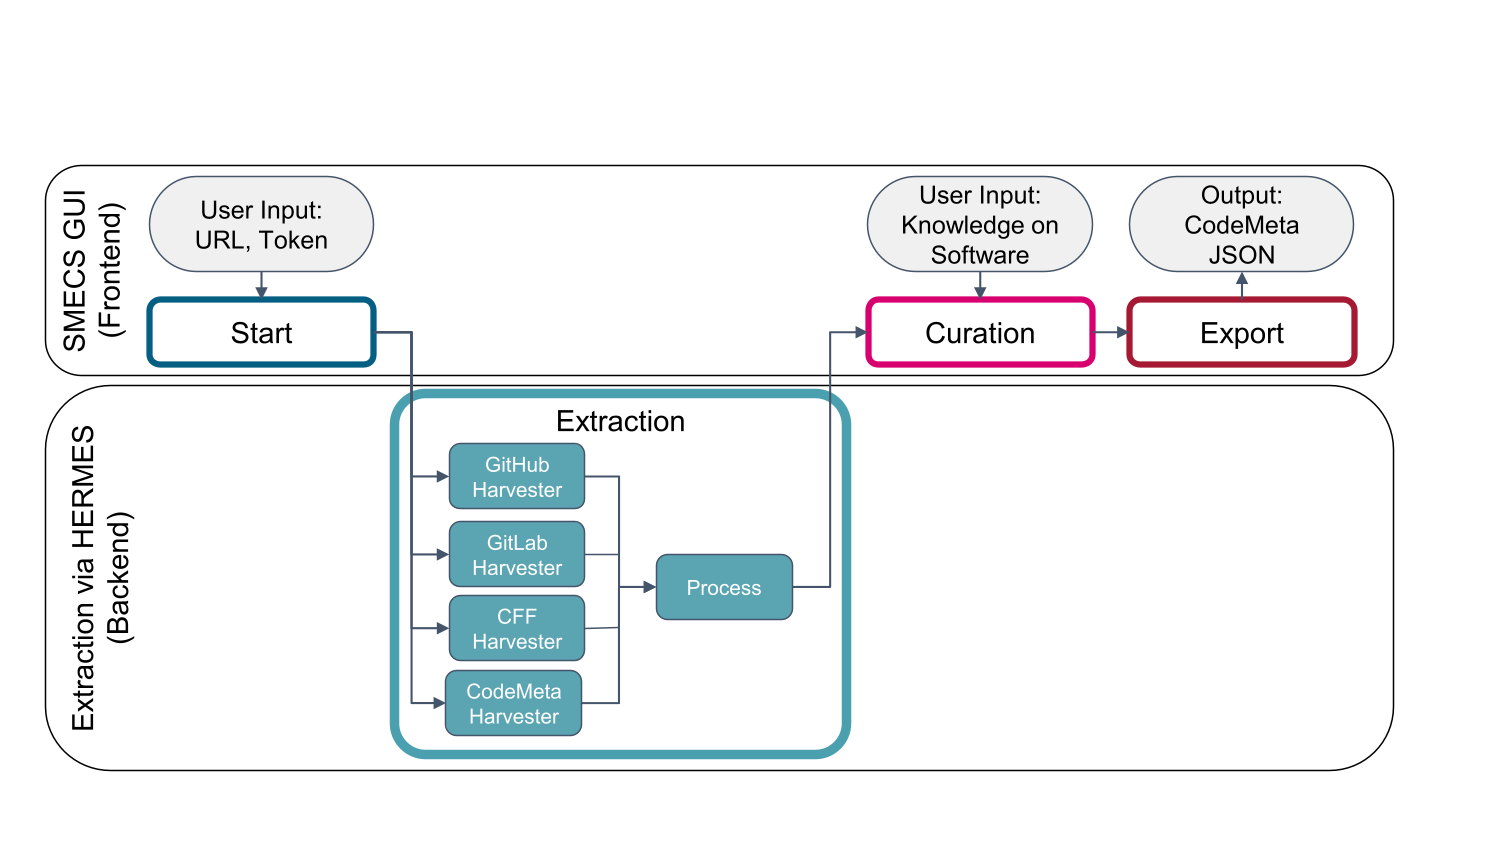 SMECS GUI
(Frontend)
User Input:
URL, Token
Start
User Input:
Knowledge on
Software
Curation
Output:
CodeMeta
JSON
Export
Extraction via HERMES
(Backend)
Extraction
GitHub
Harvester
GitLab
Harvester
CFF
Harvester
CodeMeta
Harvester
Process